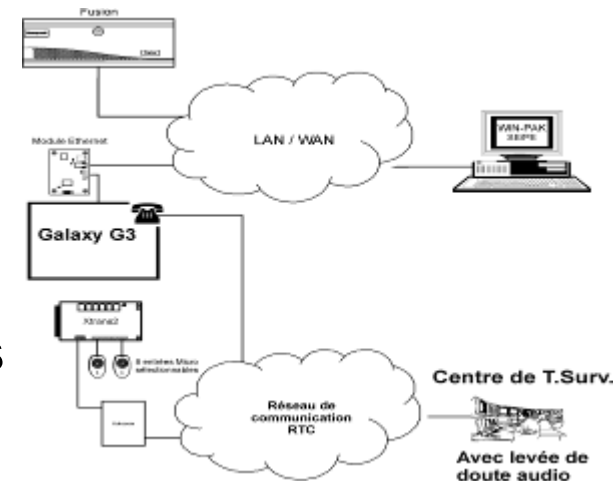 Fusion
LAN / WAN
WIN-PAK
Module Ethernet
Galaxy G3
Xtrans2
8 entrées Micro
sélectionnables
S
Réseau de
communication
RTC
Centre de T.Surv.
Avec levée de
doute audio